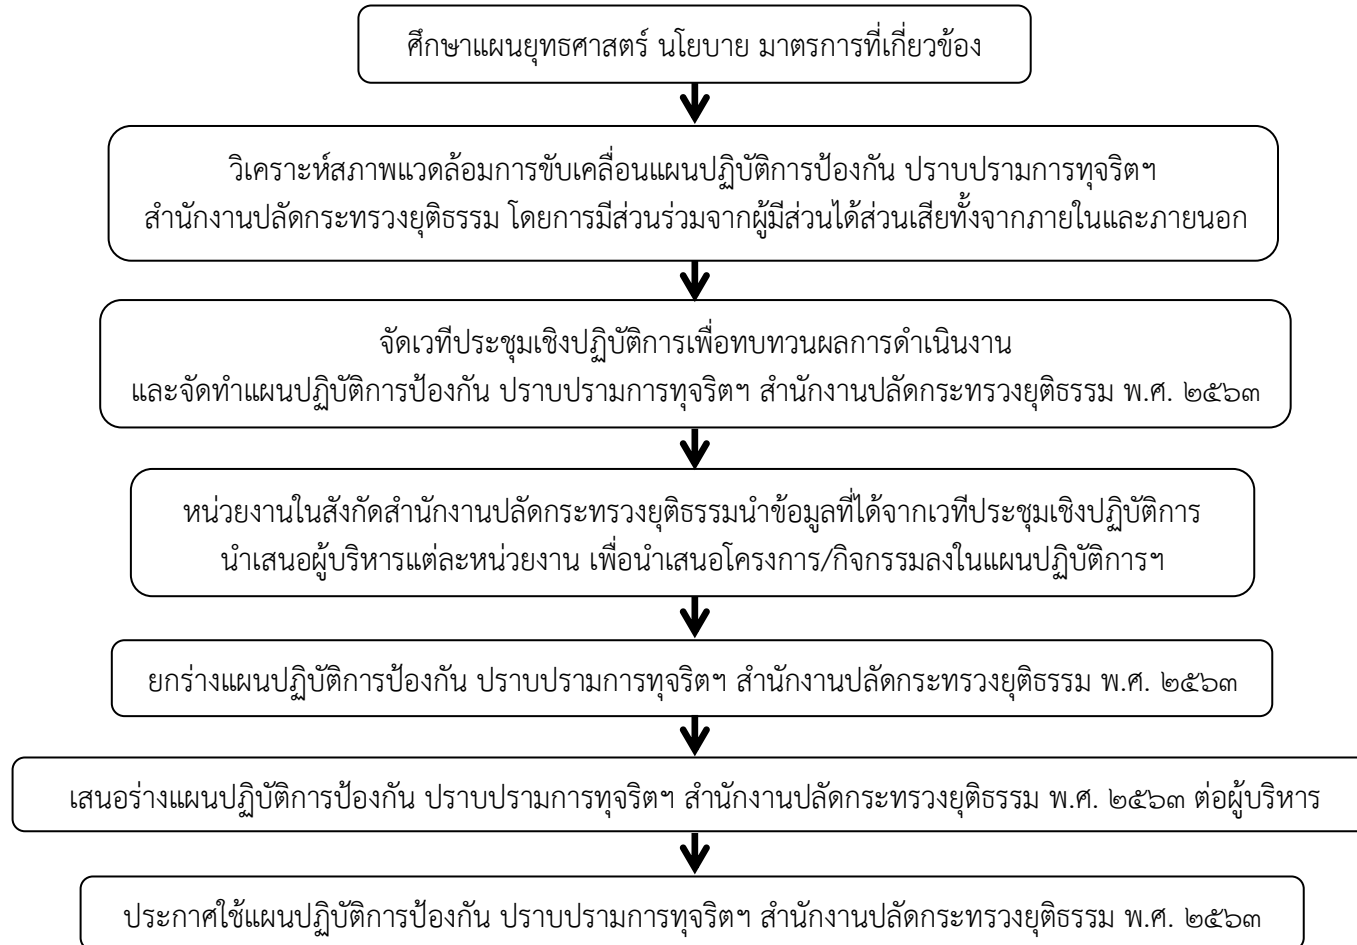 ศึกษาแผนยุทธศาสตร์ นโยบาย มาตรการที่เกี่ยวข้อง
วิเคราะห์สภาพแวดล้อมการขับเคลื่อนแผนปฏิบัติการป้องกัน ปราบปรามการทุจริตฯ
สำนักงานปลัดกระทรวงยุติธรรม โดยการมีส่วนร่วมจากผู้มีส่วนได้ส่วนเสียทั้งจากภายในและภายนอก
จัดเวทีประชุมเชิงปฏิบัติการเพื่อทบทวนผลการดำเนินงาน
และจัดทำแผนปฏิบัติการป้องกัน ปราบปรามการทุจริตฯ สำนักงานปลัดกระทรวงยุติธรรม พ.ศ. ๒๕๖๓
หน่วยงานในสังกัดสำนักงานปลัดกระทรวงยุติธรรมนำข้อมูลที่ได้จากเวทีประชุมเชิงปฏิบัติการ
นำเสนอผู้บริหารแต่ละหน่วยงาน เพื่อนำเสนอโครงการ/กิจกรรมลงในแผนปฏิบัติการฯ
ยกร่างแผนปฏิบัติการป้องกัน ปราบปรามการทุจริตฯ สำนักงานปลัดกระทรวงยุติธรรม พ.ศ. ๒๕๖๓
เสนอร่างแผนปฏิบัติการป้องกัน ปราบปรามการทุจริตฯ สำนักงานปลัดกระทรวงยุติธรรม พ.ศ. ๒๕๖๓ ต่อผู้บริหาร
ประกาศใช้แผนปฏิบัติการป้องกัน ปราบปรามการทุจริตฯ สำนักงานปลัดกระทรวงยุติธรรม พ.ศ. ๒๕๖๓